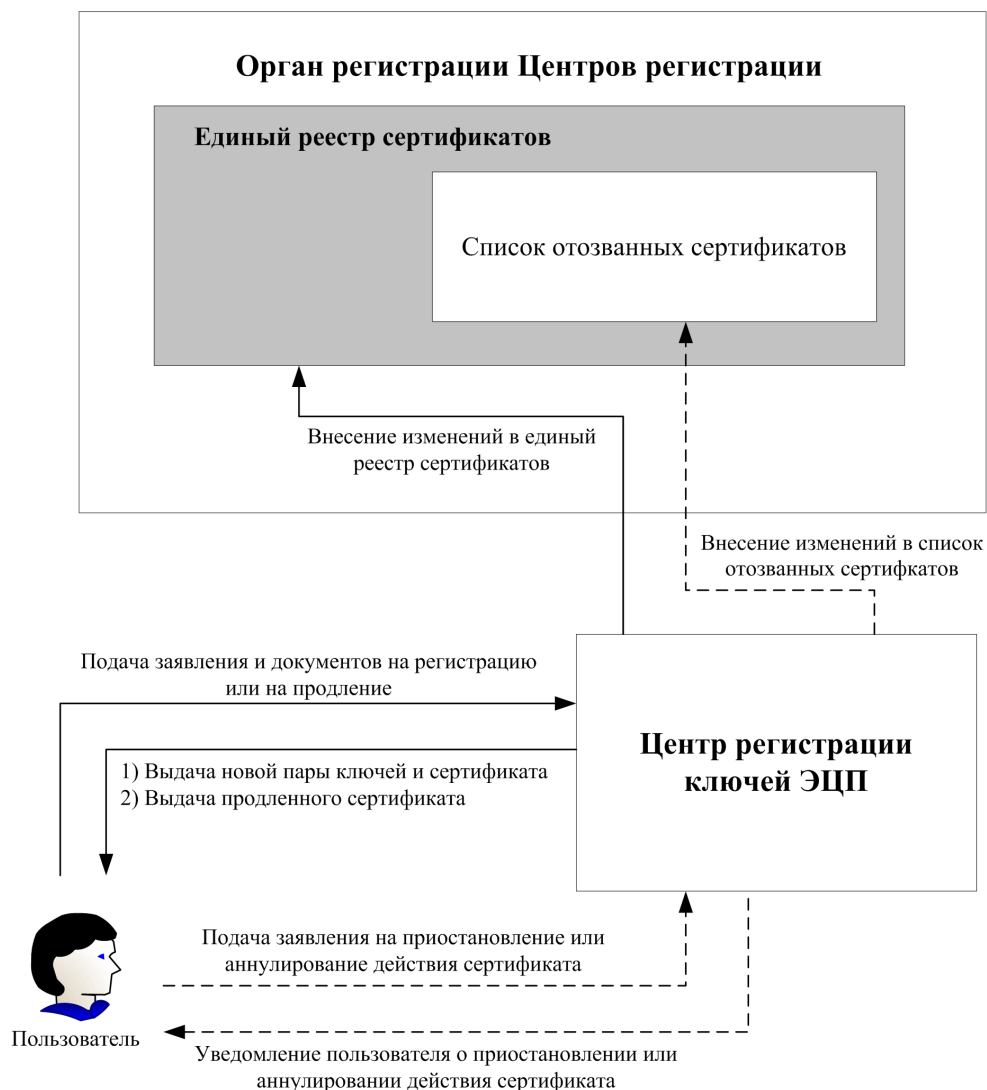 Орган регистрации Центров регистрации
Единый реестр сертификатов
Список отозванных сертификатов
Внесение изменений в единый
реестр сертификатов
Внесение изменений в список
отозванных сертифкатов
Подача заявления и документов на регистрацию
или на продление
Центр регистрации
ключей ЭЦП
1) Выдача новой пары ключей и сертификата
2) Выдача продленного сертификата
Подача заявления на приостановление или
аннулирование действия сертификата
Пользователь
Уведомление пользователя о приостановлении или
аннулировании действия сертификата